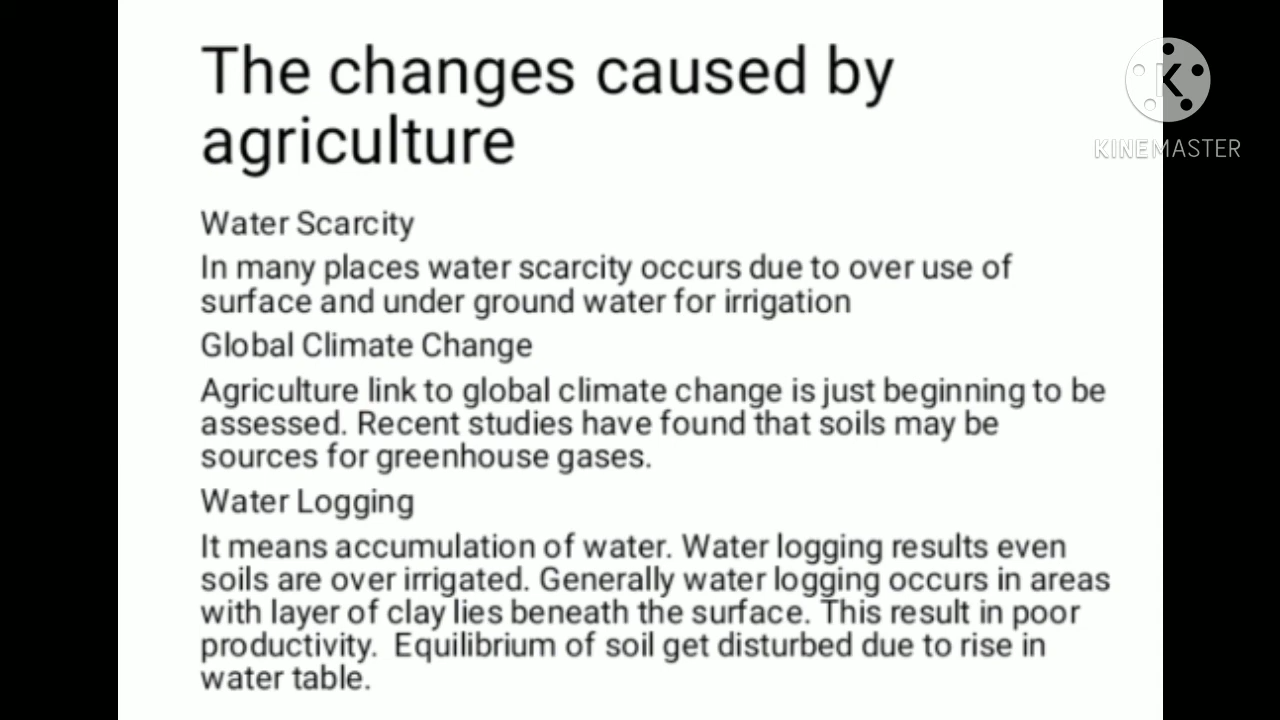 The changes caused by
agriculture
KINEMASTER
Water Scarcity
In many places water scarcity occurs due to over use of
surface and under ground water for irrigation
Global Climate Change
Agriculture link to global climate change is just beginning to be
assessed. Recent studies have found that soils may be
sources for greenhouse gases.
Water Logging
It means accumulation of water. Water logging results even
soils are over irrigated. Generally water logging occurs in areas
with layer of clay lies beneath the surface. This result in poor
productivity.  Equilibrium of soil get disturbed due to rise in
water table.